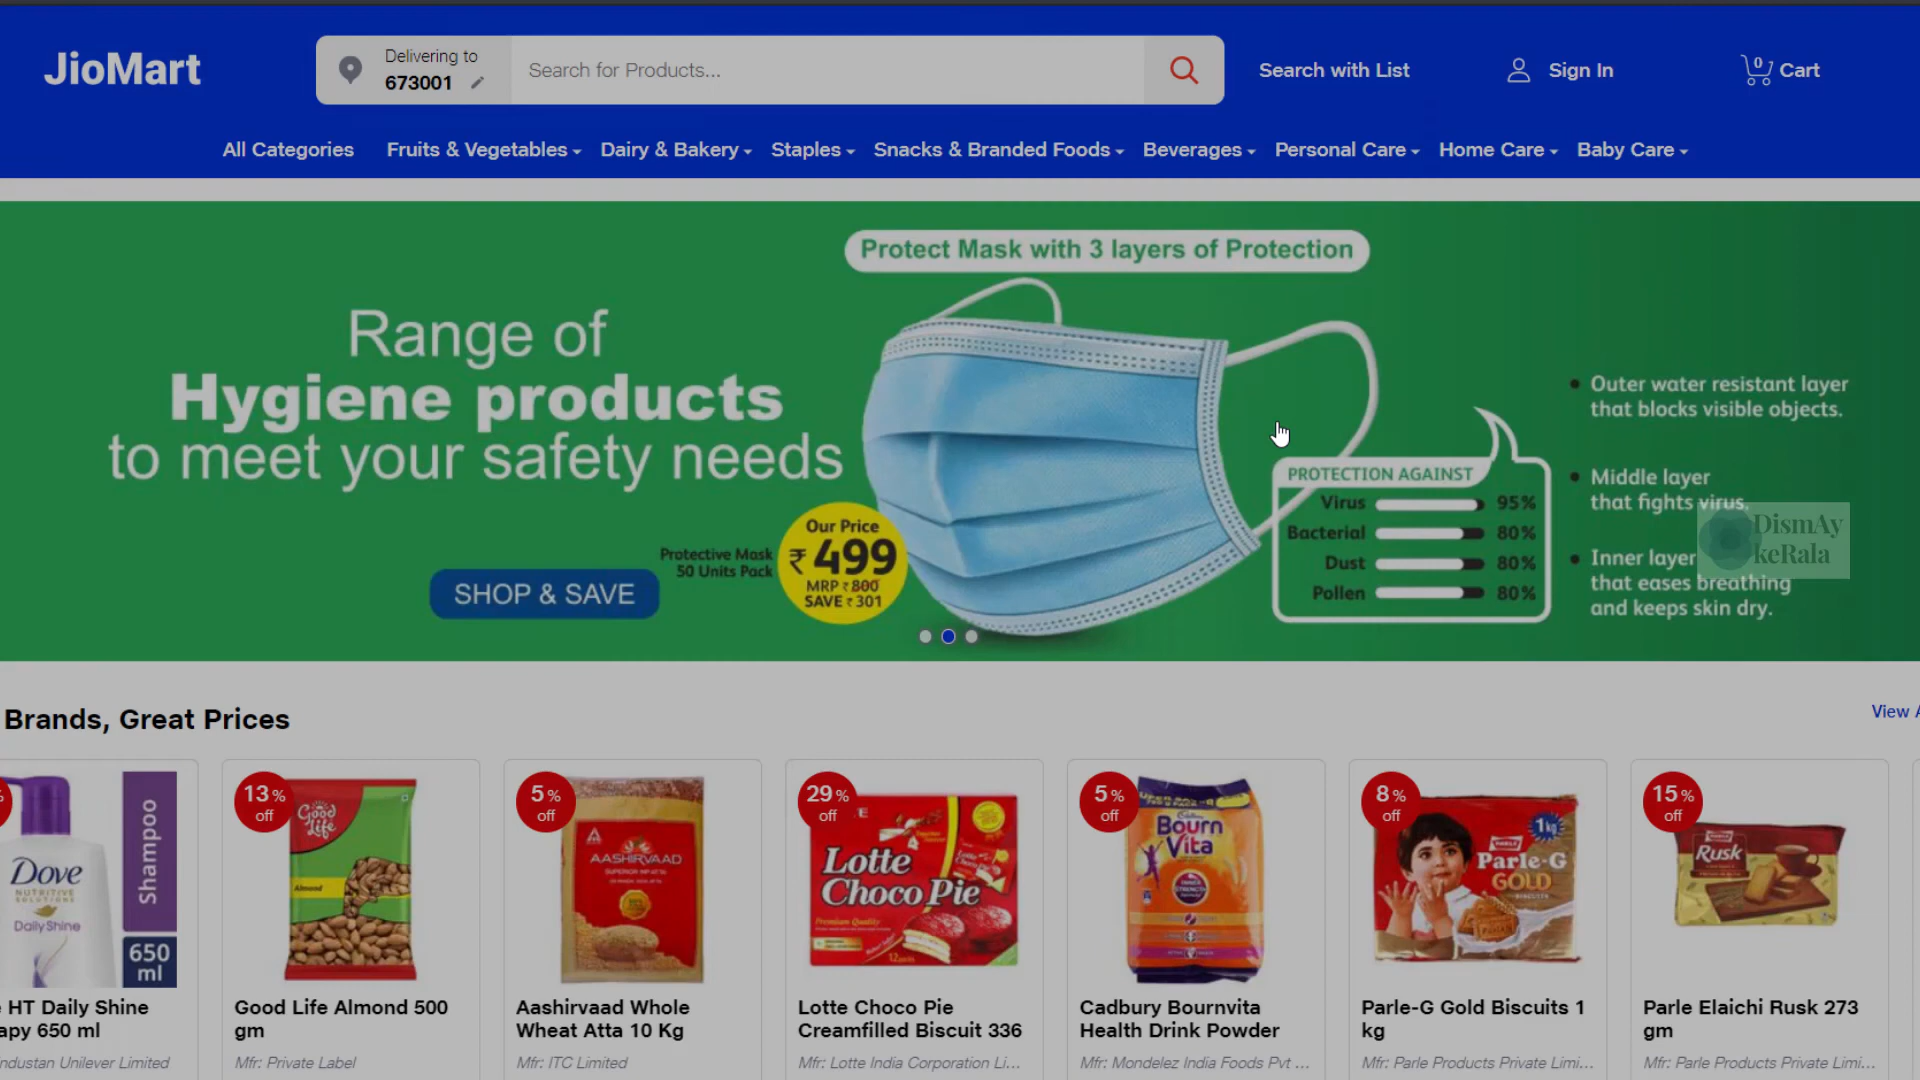 JioMart
Delivering to
673001
Search for Products...
Search with List
Sign In
0
Cart
All Categories
Fruits & Vegetables
Dairy & Bakery
Staples
Snacks & Branded Foods
Beverages
Personal Care
Home Care
Baby Care
Protect Mask with 3 layers of Protection
Range of
Hygiene products
to meet your safety needs
Protective Mask
50 Units Pack
Our Price
₹499
MRP ₹800
SAVE ₹301
SHOP & SAVE
PROTECTION AGAINST
Virus 95%
Bacterial 80%
Dust 80%
Pollen 80%
Outer water resistant layer
that blocks visible objects.
Middle layer
that fights virus.
Inner layer
that eases breathing
and keeps skin dry.
DismAy
keRala
Brands, Great Prices
View
%
Dove
NUTRITIVE
SOLUTIONS
Daily Shine
Shampoo
650
ml
HT Daily Shine
apy 650 ml
ndustan Unilever Limited
13%
off
Good
Life
Almond
Good Life Almond 500
gm
Mfr: Private Label
5%
off
AASHIRVAAD
Aashirvaad Whole
Wheat Atta 10 Kg
Mfr: ITC Limited
29%
off
Lotte
Choco Pie
Premium Quality
Lotte Choco Pie
Creamfilled Biscuit 336
Mfr: Lotte India Corporation Li...
5%
off
Cadbury
Bourn
Vita
Cadbury Bournvita
Health Drink Powder
Mfr: Mondelez India Foods Pvt ...
8%
off
1kg
PARLE
Parle-G
GOLD
Parle-G Gold Biscuits 1
kg
Mfr: Parle Products Private Limi...
15%
off
PARLE
Rusk
Parle Elaichi Rusk 273
gm
Mfr: Parle Products Private Limi...